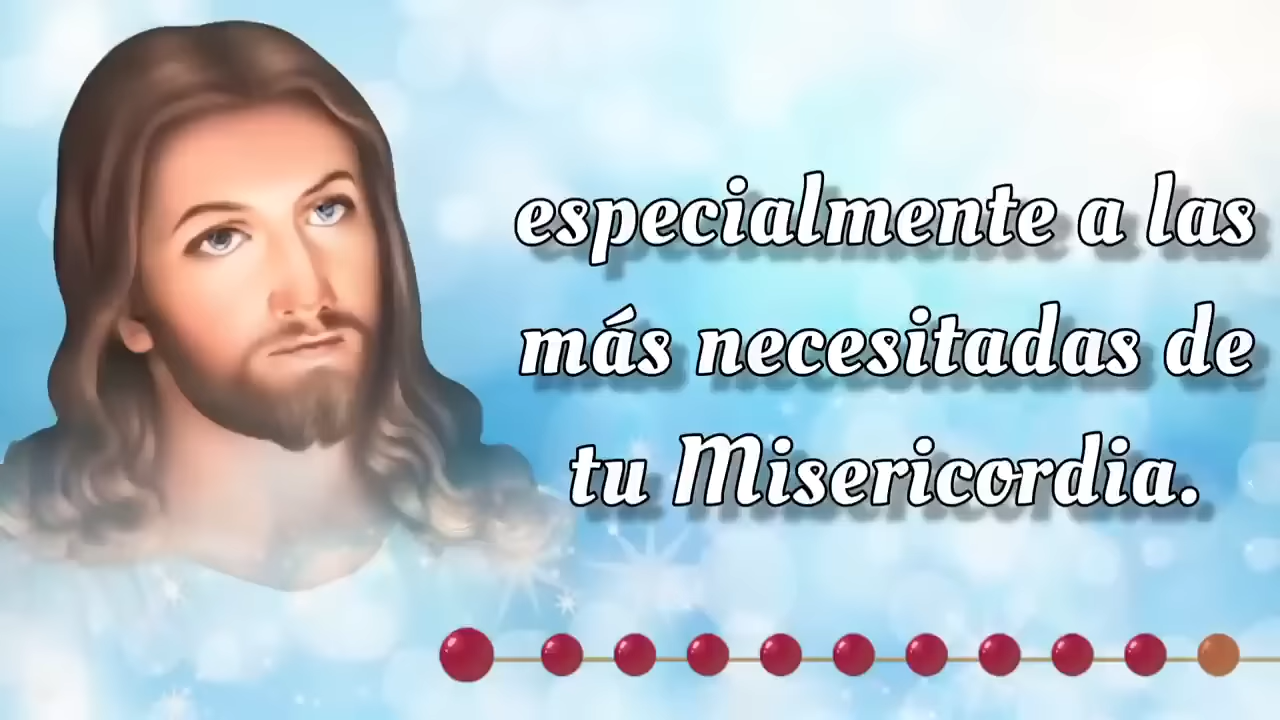 especialmente a las
más necesitadas de
tu Misericordia.